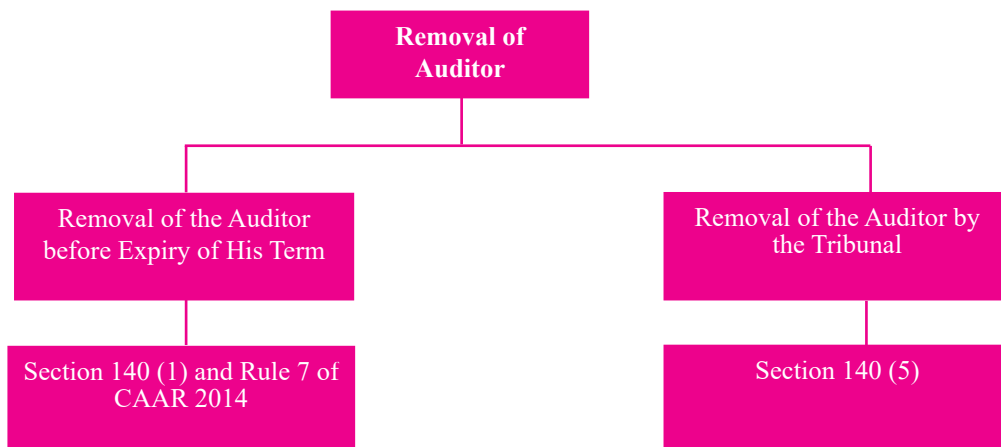 Removal of
Auditor
Removal of the Auditor
before Expiry of His Term
Removal of the Auditor by
the Tribunal
Section 140 (1) and Rule 7 of
CAAR 2014
Section 140 (5)